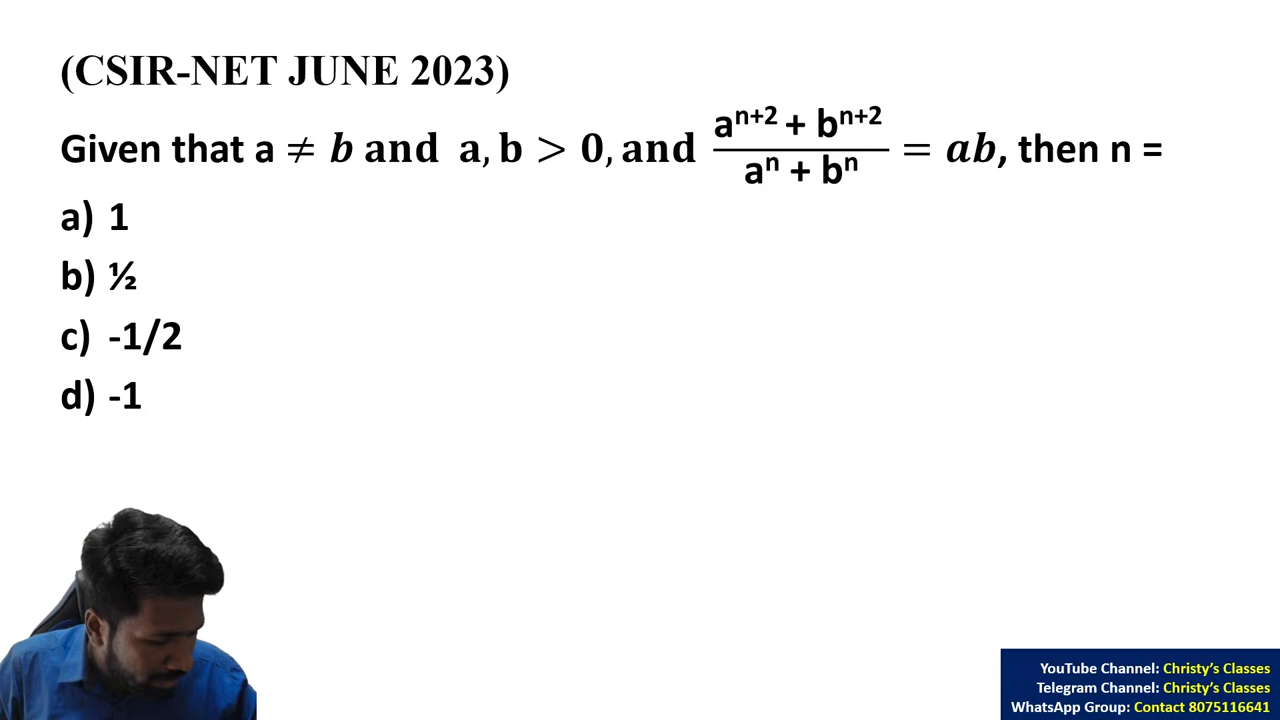 (CSIR-NET JUNE 2023)
Given that a ≠ b and a, b > 0, and \frac{a^{n+2} + b^{n+2}}{a^n + b^n} = ab, then n =
a) 1
b) ½
c) -1/2
d) -1
YouTube Channel: Christy's Classes
Telegram Channel: Christy's Classes
WhatsApp Group: Contact 8075116641